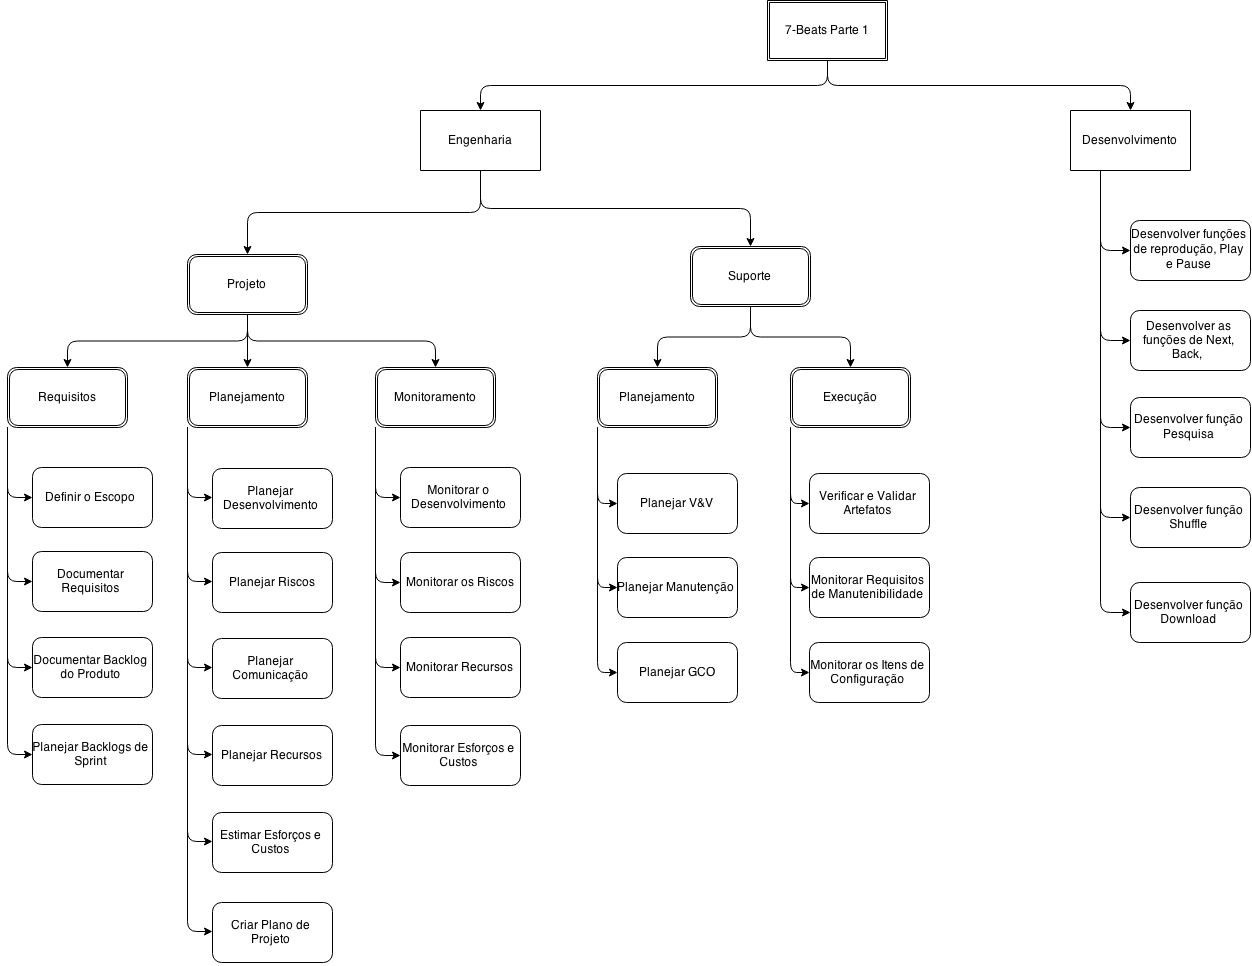 7-Beats Parte 1
Engenharia
Desenvolvimento
Projeto
Suporte
Requisitos
Planejamento
Monitoramento
Planejamento
Execução
Definir o Escopo
Documentar
Requisitos
Documentar Backlog
do Produto
Planejar Backlogs de
Sprint
Planejar
Desenvolvimento
Planejar Riscos
Planejar
Comunicação
Planejar Recursos
Estimar Esforços e
Custos
Criar Plano de
Projeto
Monitorar o
Desenvolvimento
Monitorar os Riscos
Monitorar Recursos
Monitorar Esforços e
Custos
Planejar V&V
Planejar Manutenção
Planejar GCO
Verificar e Validar
Artefatos
Monitorar Requisitos
de Manutenibilidade
Monitorar os Itens de
Configuração
Desenvolver funções
de reprodução, Play
e Pause
Desenvolver as
funções de Next,
Back,
Desenvolver função
Pesquisa
Desenvolver função
Shuffle
Desenvolver função
Download